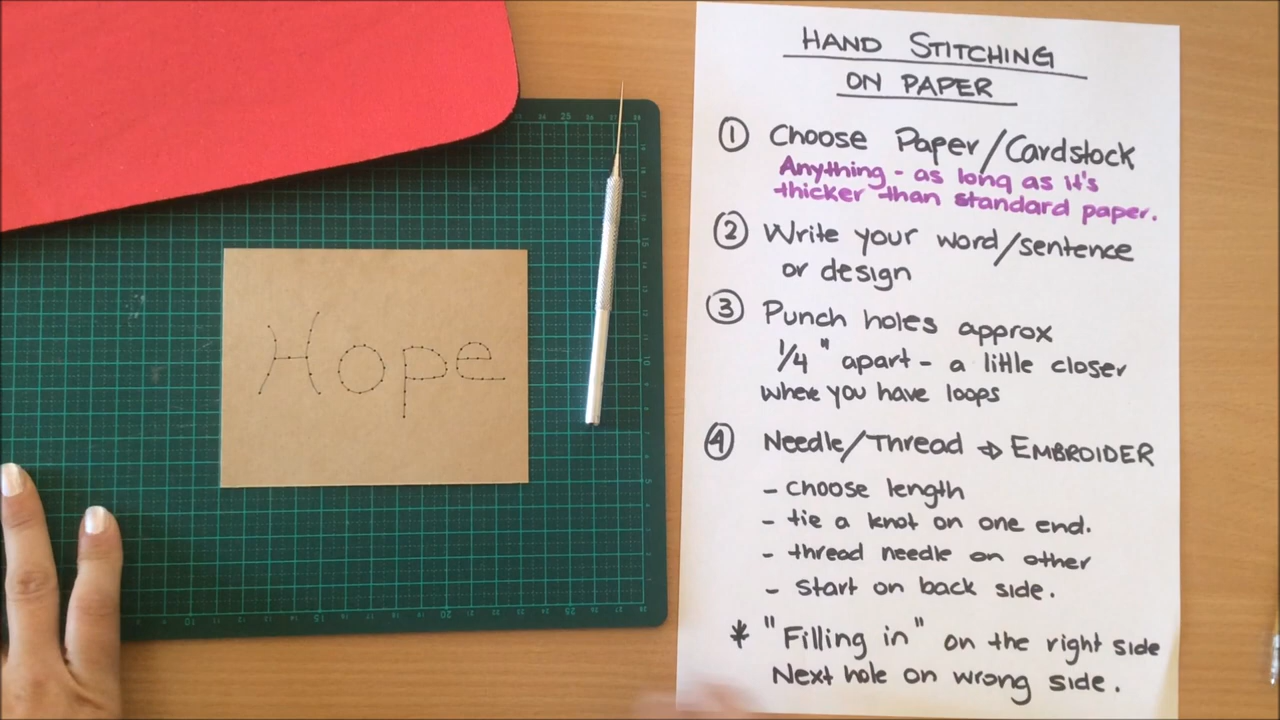 Hope
HAND STITCHING
ON PAPER
① Choose Paper/Cardstock
Anything - as long as it's
thicker than standard paper.
② Write your word/sentence
or design
③ Punch holes approx
1/4" apart - a little closer
where you have loops
④ Needle/Thread ⇒ EMBROIDER
- choose length
- tie a knot on one end.
- thread needle on other
- start on back side.
* "Filling in" on the right side
Next hole on wrong side.